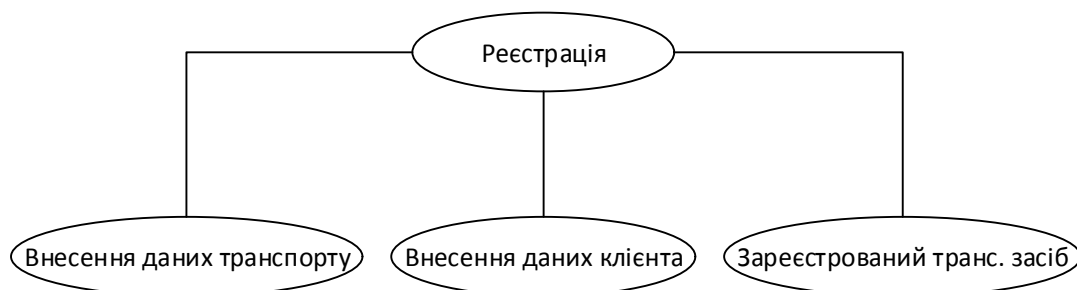 Реєстрація
Внесення даних транспорту
Внесення даних клієнта
Зареєстрований транс. засіб